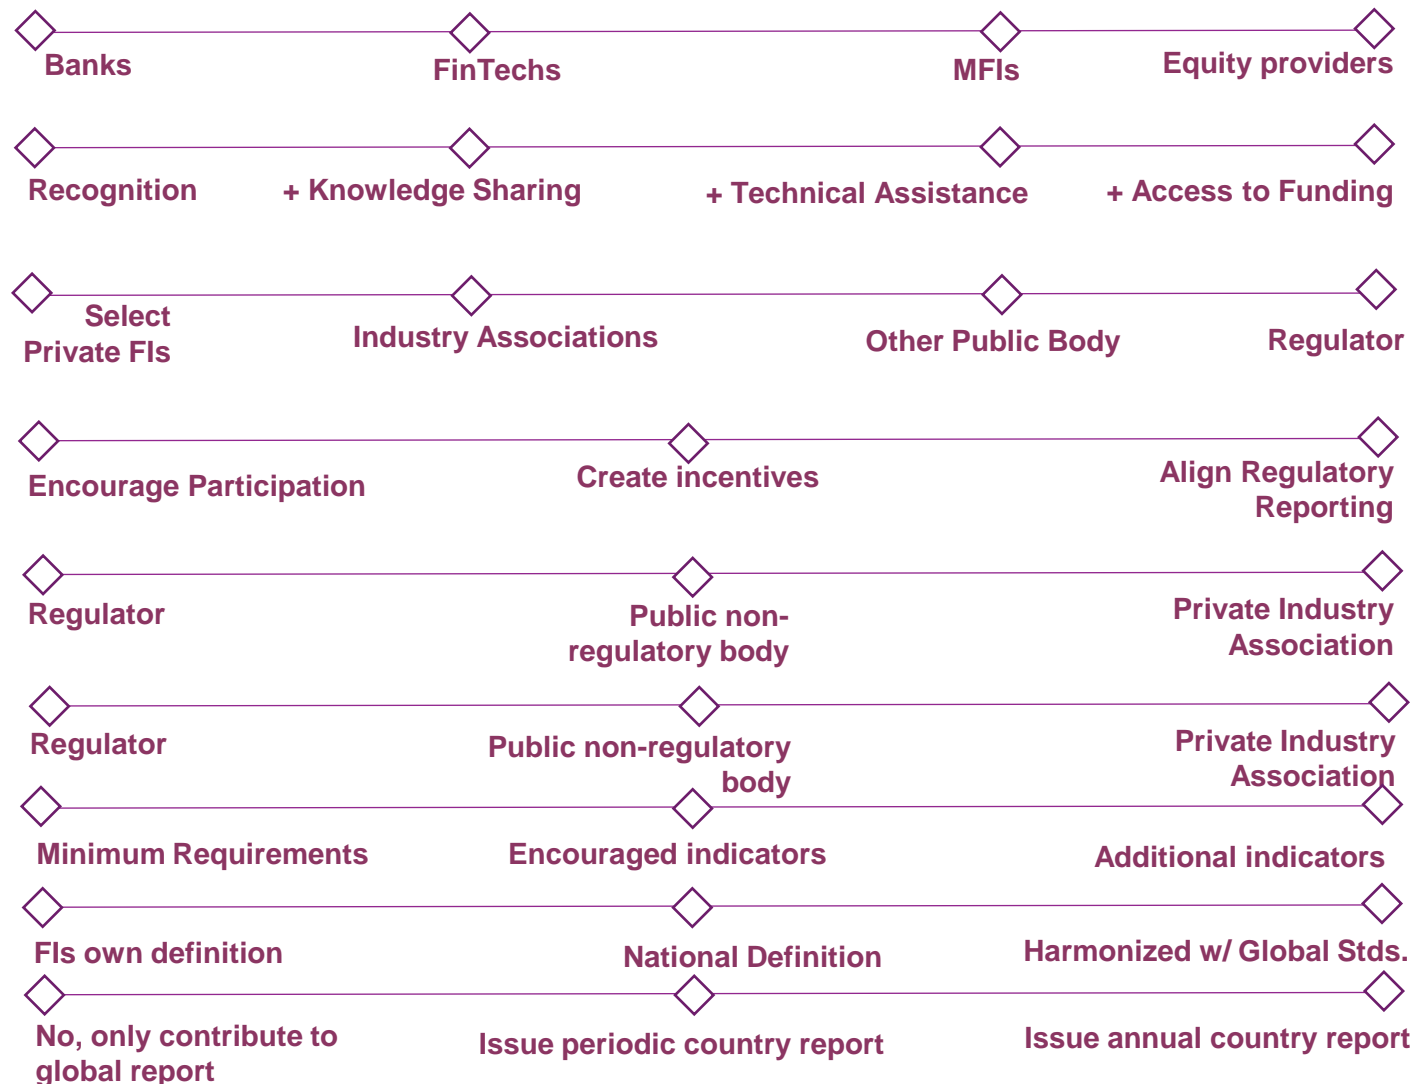 Banks
FinTechs
MFIs
Equity providers
Recognition
+ Knowledge Sharing
+ Technical Assistance
+ Access to Funding
Select
Private FIs
Industry Associations
Other Public Body
Regulator
Encourage Participation
Create incentives
Align Regulatory
Reporting
Regulator
Public non-
regulatory body
Private Industry
Association
Regulator
Public non-regulatory
body
Private Industry
Association
Minimum Requirements
Encouraged indicators
Additional indicators
FIs own definition
National Definition
Harmonized w/ Global Stds.
No, only contribute to
global report
Issue periodic country report
Issue annual country report